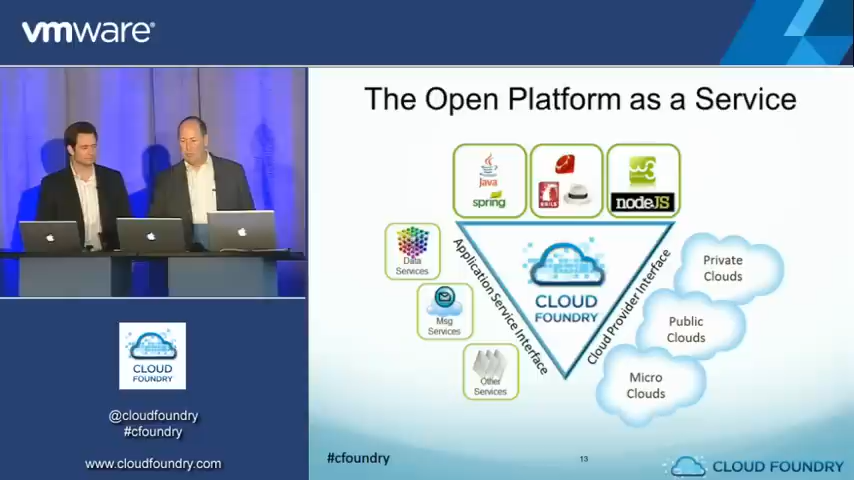 vmware®
The Open Platform as a Service
Java
spring
RAILS
w3
nodeJS
Data
Services
Msg
Services
Other
Services
Application Service Interface
CLOUD
FOUNDRY
Cloud Provider Interface
Private
Clouds
Public
Clouds
Micro
Clouds
CLOUD
FOUNDRY
@cloudfoundry
#cfoundry
www.cloudfoundry.com
#cfoundry
13
CLOUD FOUNDRY